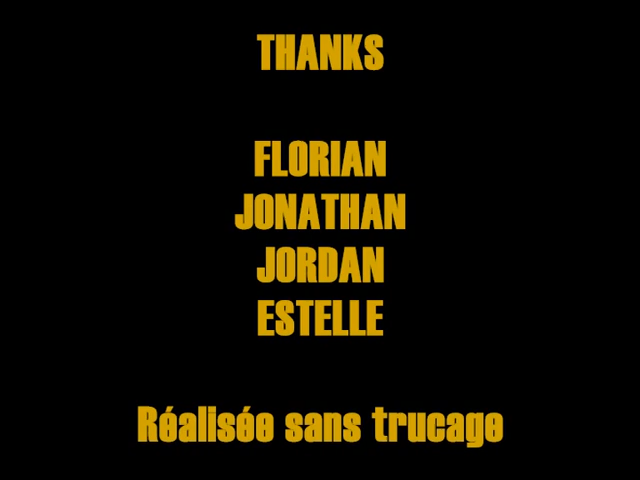 THANKS
FLORIAN
JONATHAN
JORDAN
ESTELLE
Réalisée sans trucage